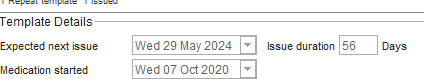 1 Repeat template 1 Issued
Template Details
Expected next issue Wed 29 May 2024 Issue duration 56 Days
Medication started Wed 07 Oct 2020